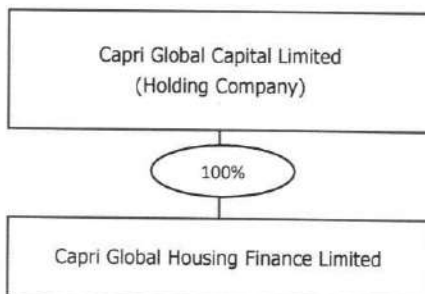 Capri Global Capital Limited
(Holding Company)
100%
Capri Global Housing Finance Limited